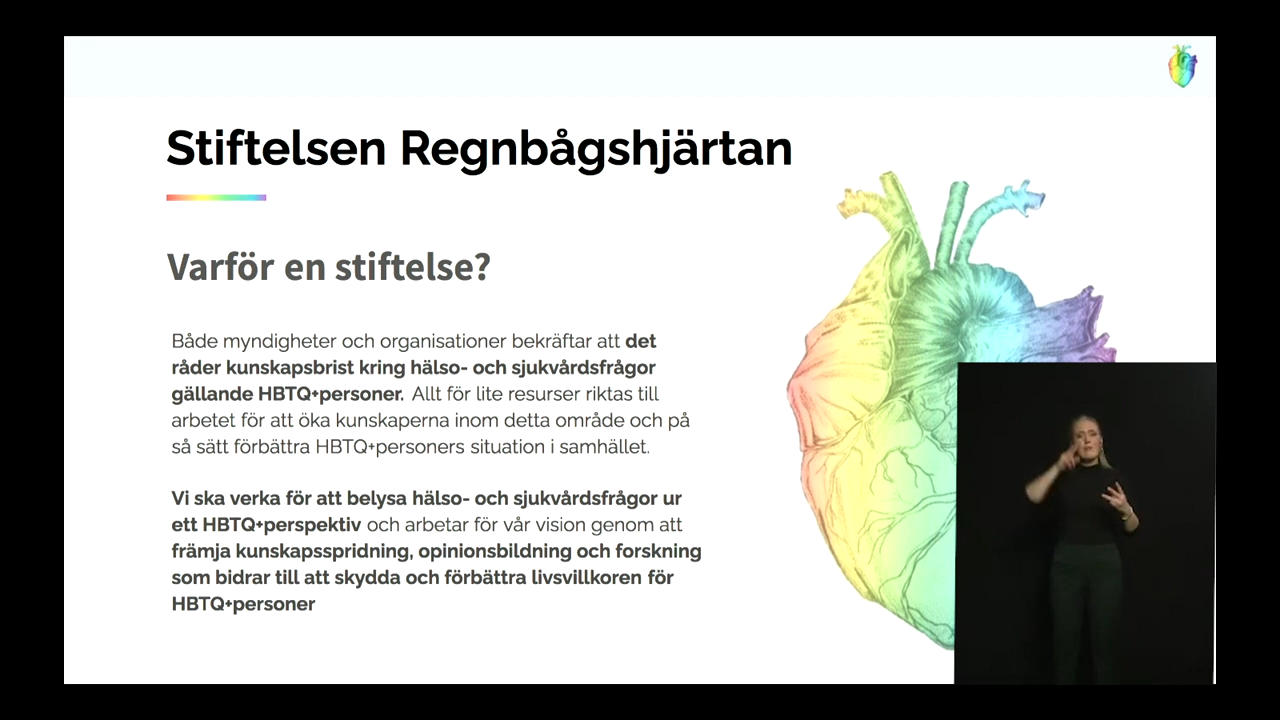 Stiftelsen Regnbågshjärtan
Varför en stiftelse?
Både myndigheter och organisationer bekräftar att det
råder kunskapsbrist kring hälso- och sjukvårdsfrågor
gällande HBTQ+personer. Allt för lite resurser riktas till
arbetet för att öka kunskaperna inom detta område och på
så sätt förbättra HBTQ+personers situation i samhället.
Vi ska verka för att belysa hälso- och sjukvårdsfrågor ur
ett HBTQ+perspektiv och arbetar för vår vision genom att
främja kunskapsspridning, opinionsbildning och forskning
som bidrar till att skydda och förbättra livsvillkoren för
HBTQ+personer